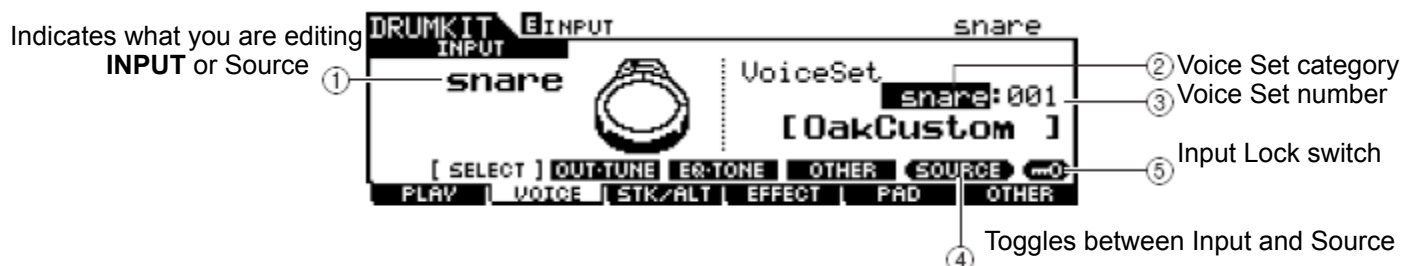 DRUMKIT E INPUT snare
INPUT
Indicates what you are editing
INPUT or Source
① snare
VoiceSet
snare:001
[OakCustom ]
② Voice Set category
③ Voice Set number
[ SELECT ] OUT·TUNE EQ·TONE OTHER SOURCE
⑤ Input Lock switch
PLAY VOICE STK/ALT EFFECT PAD OTHER
④ Toggles between Input and Source